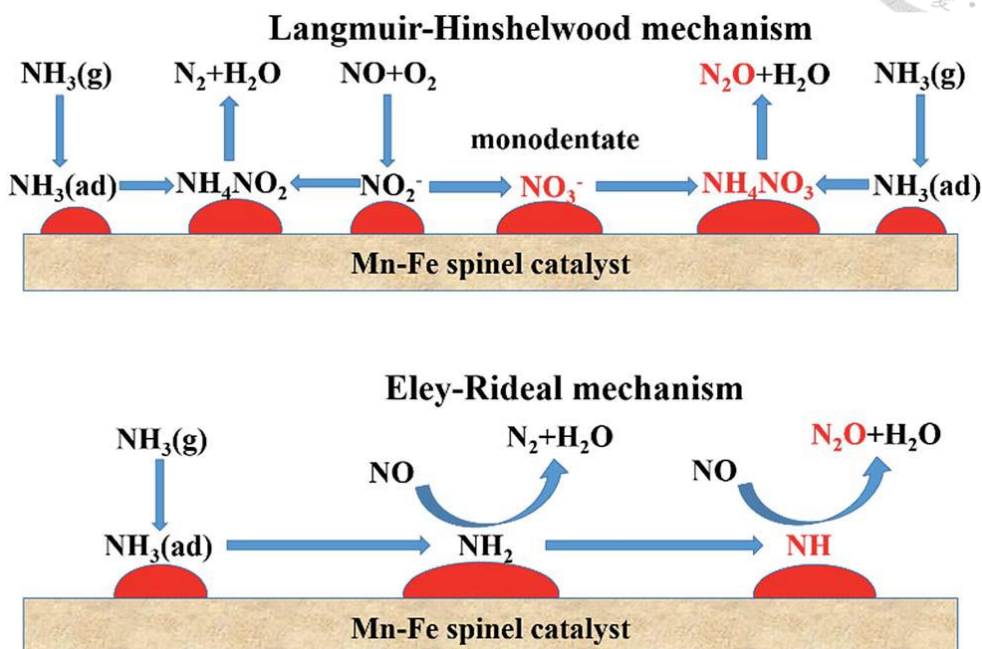 Langmuir-Hinshelwood mechanism
NH₃(g) N₂+H₂O NO+O₂ N₂O+H₂O NH₃(g)
monodentate
NH₃(ad) NH₄NO₂ NO₂⁻ NO₃⁻ NH₄NO₃ NH₃(ad)
Mn-Fe spinel catalyst
Eley-Rideal mechanism
NH₃(g) N₂+H₂O N₂O+H₂O
NO NO
NH₃(ad) NH₂ NH
Mn-Fe spinel catalyst